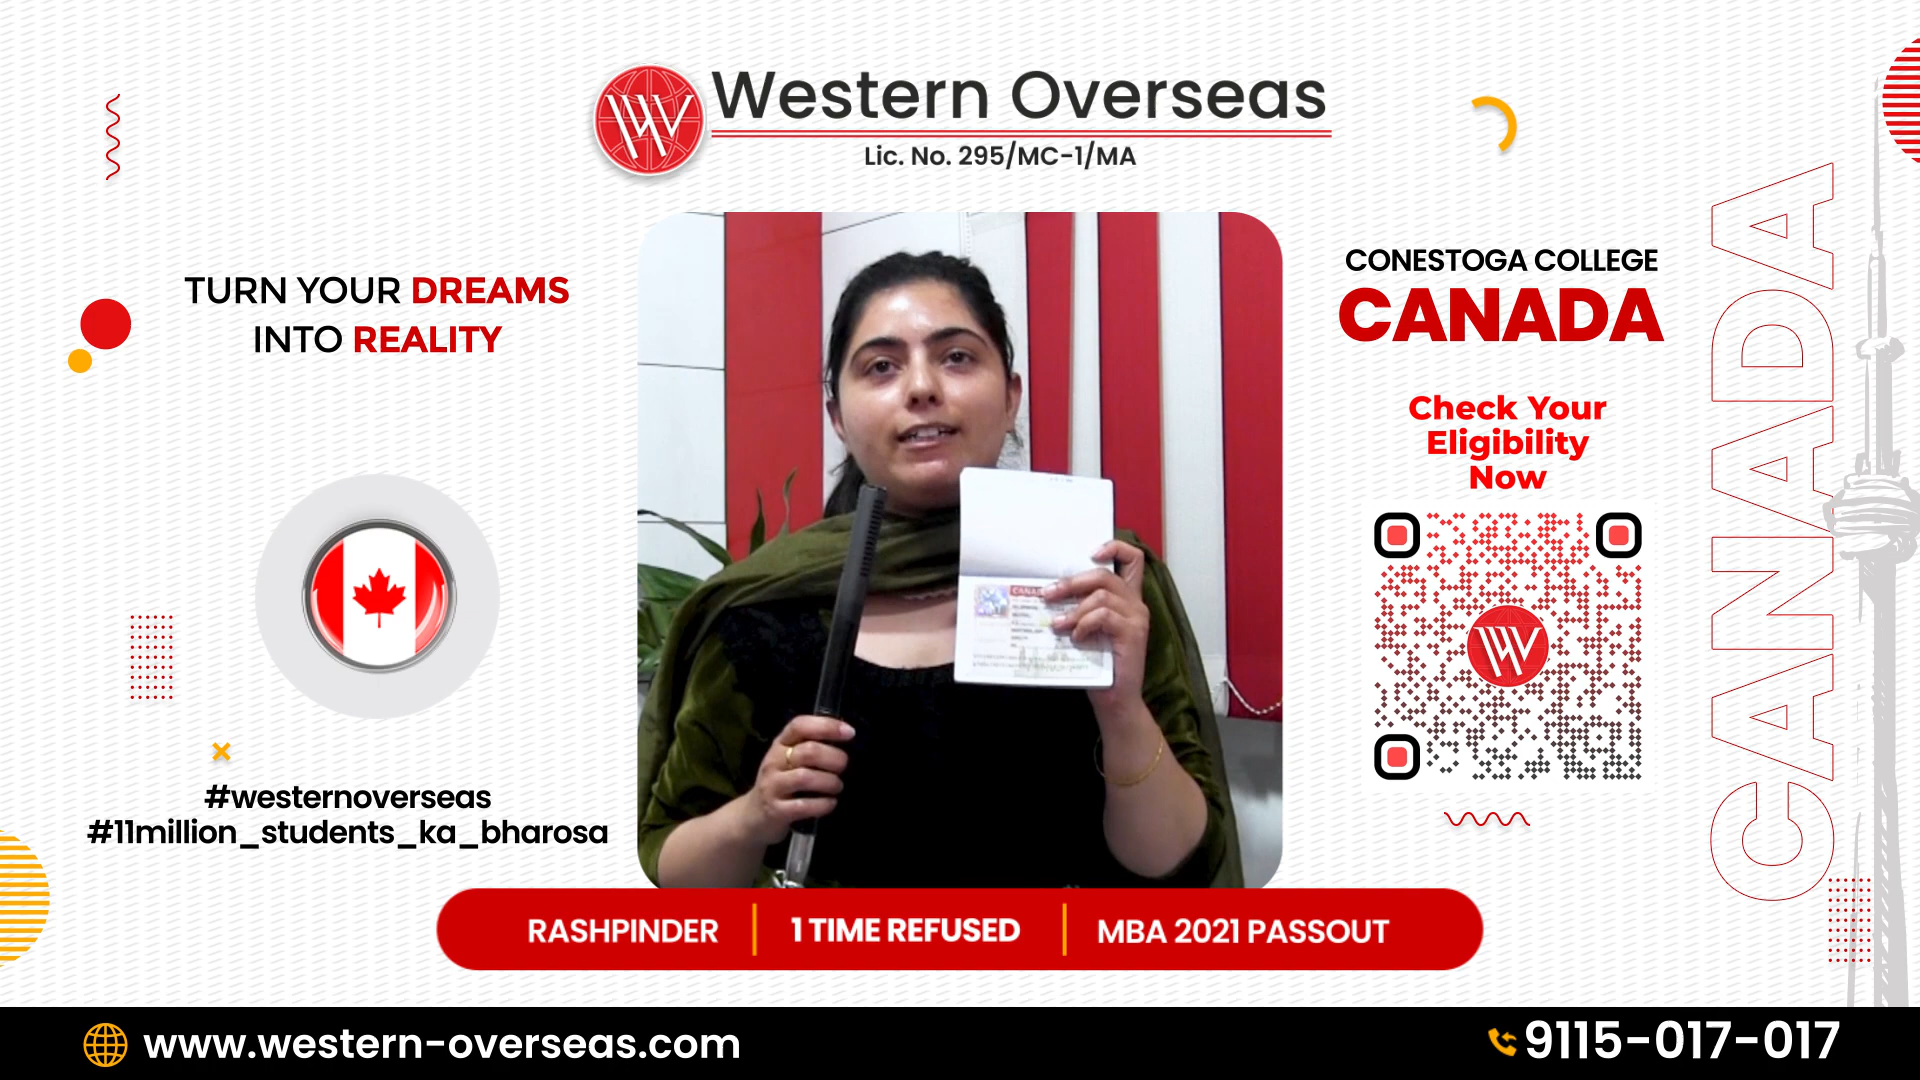 Western Overseas
Lic. No. 295/MC-1/MA
TURN YOUR DREAMS
INTO REALITY
#westernoverseas
#11million_students_ka_bharosa
CONESTOGA COLLEGE
CANADA
Check Your
Eligibility
Now
CANADA
RASHPINDER
1 TIME REFUSED
MBA 2021 PASSOUT
www.western-overseas.com
9115-017-017